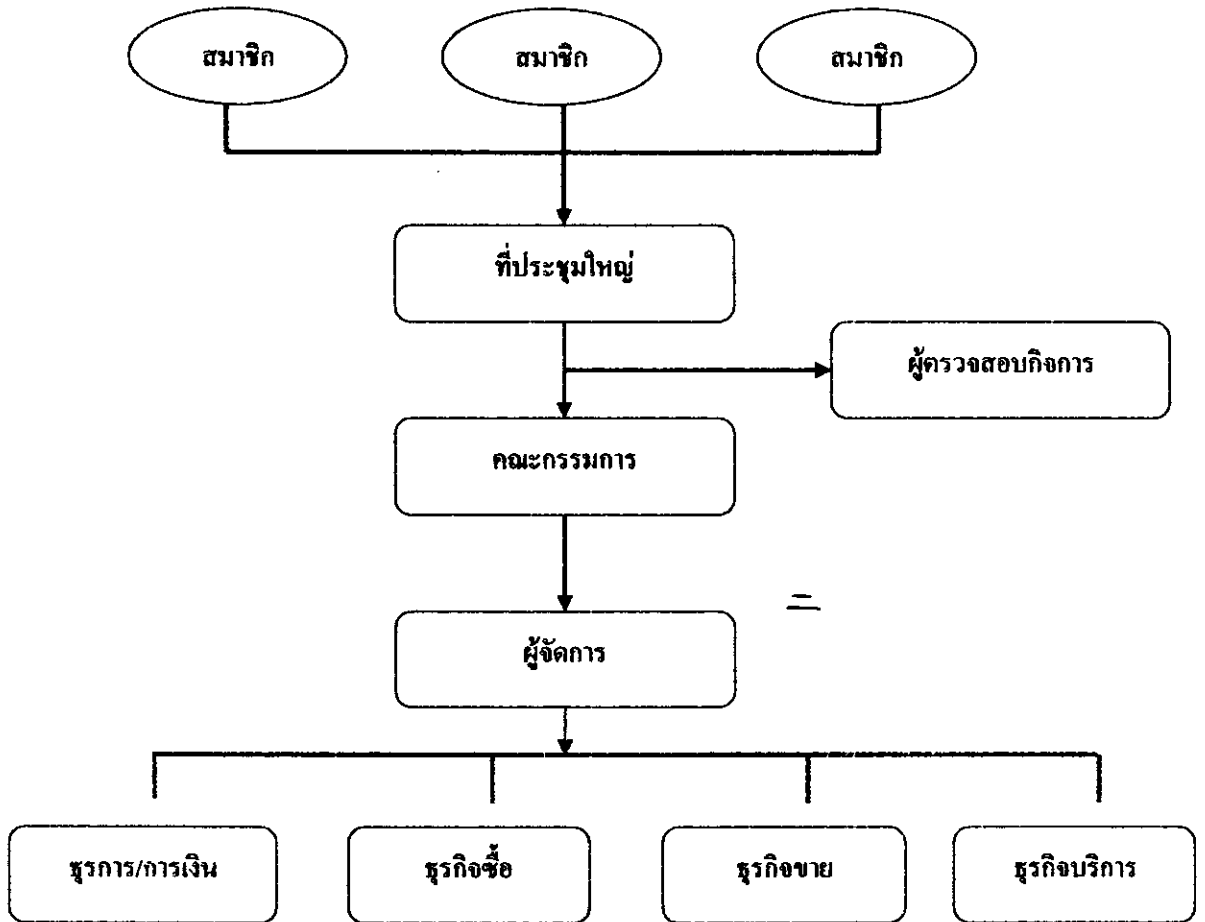 สมาชิก
สมาชิก
สมาชิก
ที่ประชุมใหญ่
ผู้ตรวจสอบกิจการ
คณะกรรมการ
ผู้จัดการ
ธุรการ/การเงิน
ธุรกิจซื้อ
ธุรกิจขาย
ธุรกิจบริการ